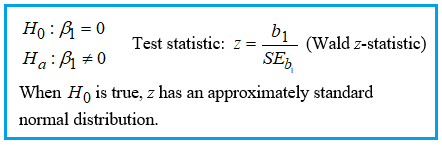 H₀ : β₁ = 0
Hₐ : β₁ ≠ 0
Test statistic: z = b₁ / SE_b₁ (Wald z-statistic)
When H₀ is true, z has an approximately standard
normal distribution.